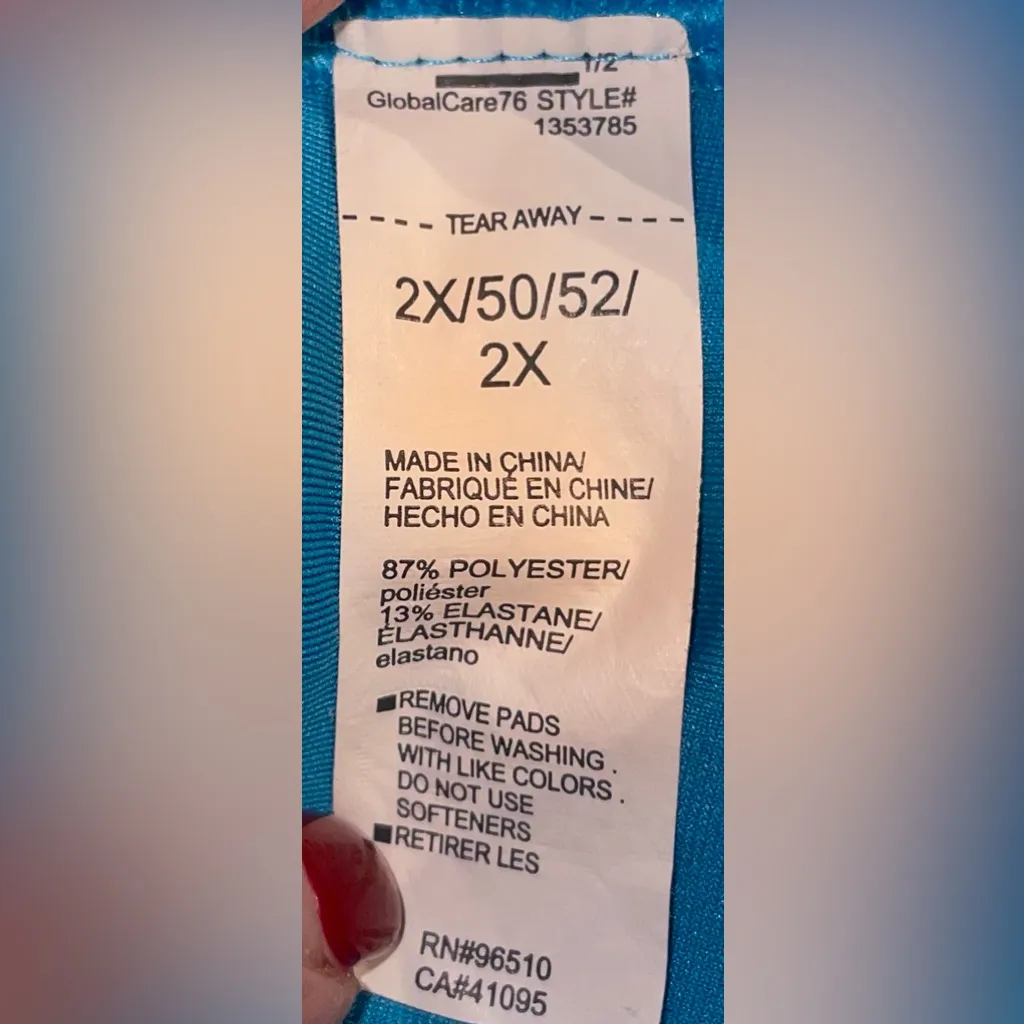 1/2
GlobalCare76 STYLE#
1353785
- - - - TEAR AWAY - - - -
2X/50/52/
2X
MADE IN CHINA/
FABRIQUÉ EN CHINE/
HECHO EN CHINA
87% POLYESTER/
poliéster
13% ELASTANE/
ÉLASTHANNE/
elastano
■REMOVE PADS
BEFORE WASHING .
WITH LIKE COLORS .
DO NOT USE
SOFTENERS
■RETIRER LES
RN#96510
CA#41095